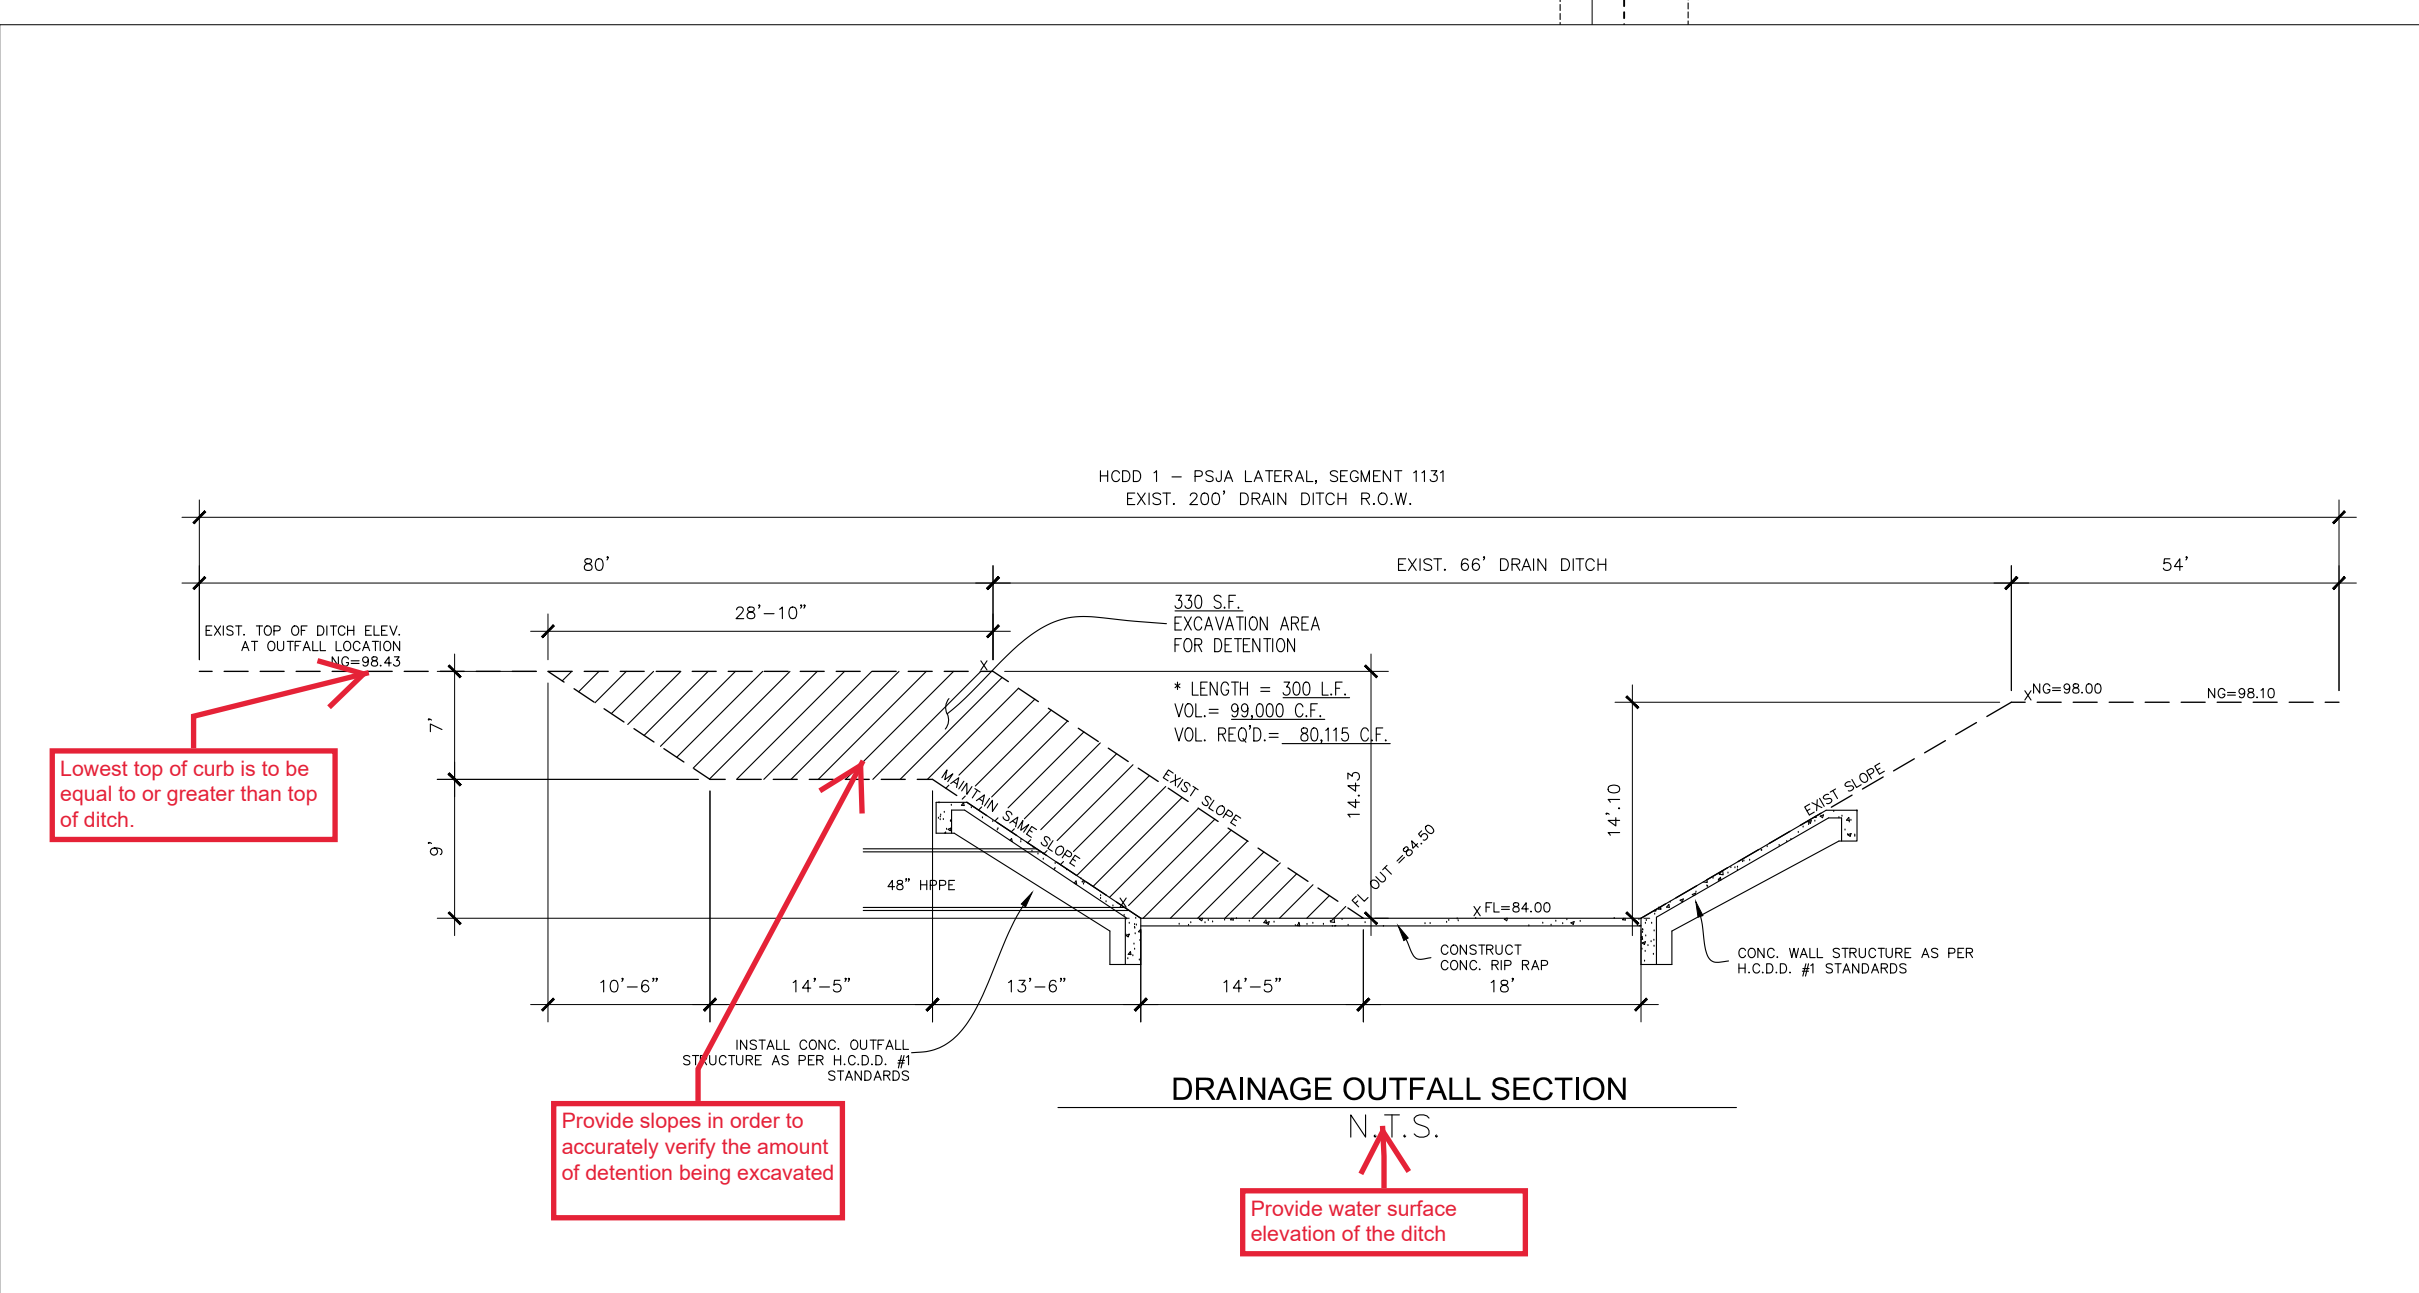 HCDD 1 – PSJA LATERAL, SEGMENT 1131
EXIST. 200' DRAIN DITCH R.O.W.
80'
EXIST. 66' DRAIN DITCH
54'
28'–10"
EXIST. TOP OF DITCH ELEV.
AT OUTFALL LOCATION
NG=98.43
330 S.F.
EXCAVATION AREA
FOR DETENTION
* LENGTH = 300 L.F.
VOL.= 99,000 C.F.
VOL. REQ'D.= 80,115 C.F.
X
X NG=98.00
NG=98.10
7'
9'
Lowest top of curb is to be
equal to or greater than top
of ditch.
MAINTAIN SAME SLOPE
EXIST SLOPE
14.43
FL OUT =84.50
14'.10
EXIST SLOPE
48" HPPE
X
X FL=84.00
CONSTRUCT
CONC. RIP RAP
CONC. WALL STRUCTURE AS PER
H.C.D.D. #1 STANDARDS
10'–6"
14'–5"
13'–6"
14'–5"
18'
INSTALL CONC. OUTFALL
STRUCTURE AS PER H.C.D.D. #1
STANDARDS
DRAINAGE OUTFALL SECTION
N.T.S.
Provide slopes in order to
accurately verify the amount
of detention being excavated
Provide water surface
elevation of the ditch